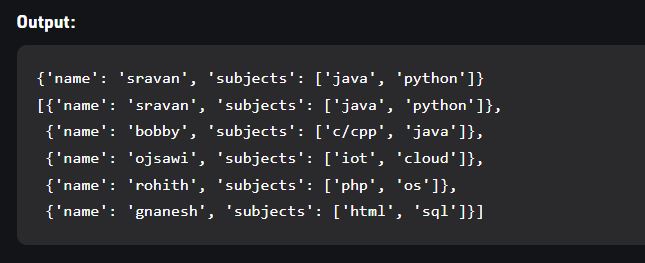 Output:
{'name': 'sravan', 'subjects': ['java', 'python']}
[{'name': 'sravan', 'subjects': ['java', 'python']},
{'name': 'bobby', 'subjects': ['c/cpp', 'java']},
{'name': 'ojsawi', 'subjects': ['iot', 'cloud']},
{'name': 'rohith', 'subjects': ['php', 'os']},
{'name': 'gnanesh', 'subjects': ['html', 'sql']}]